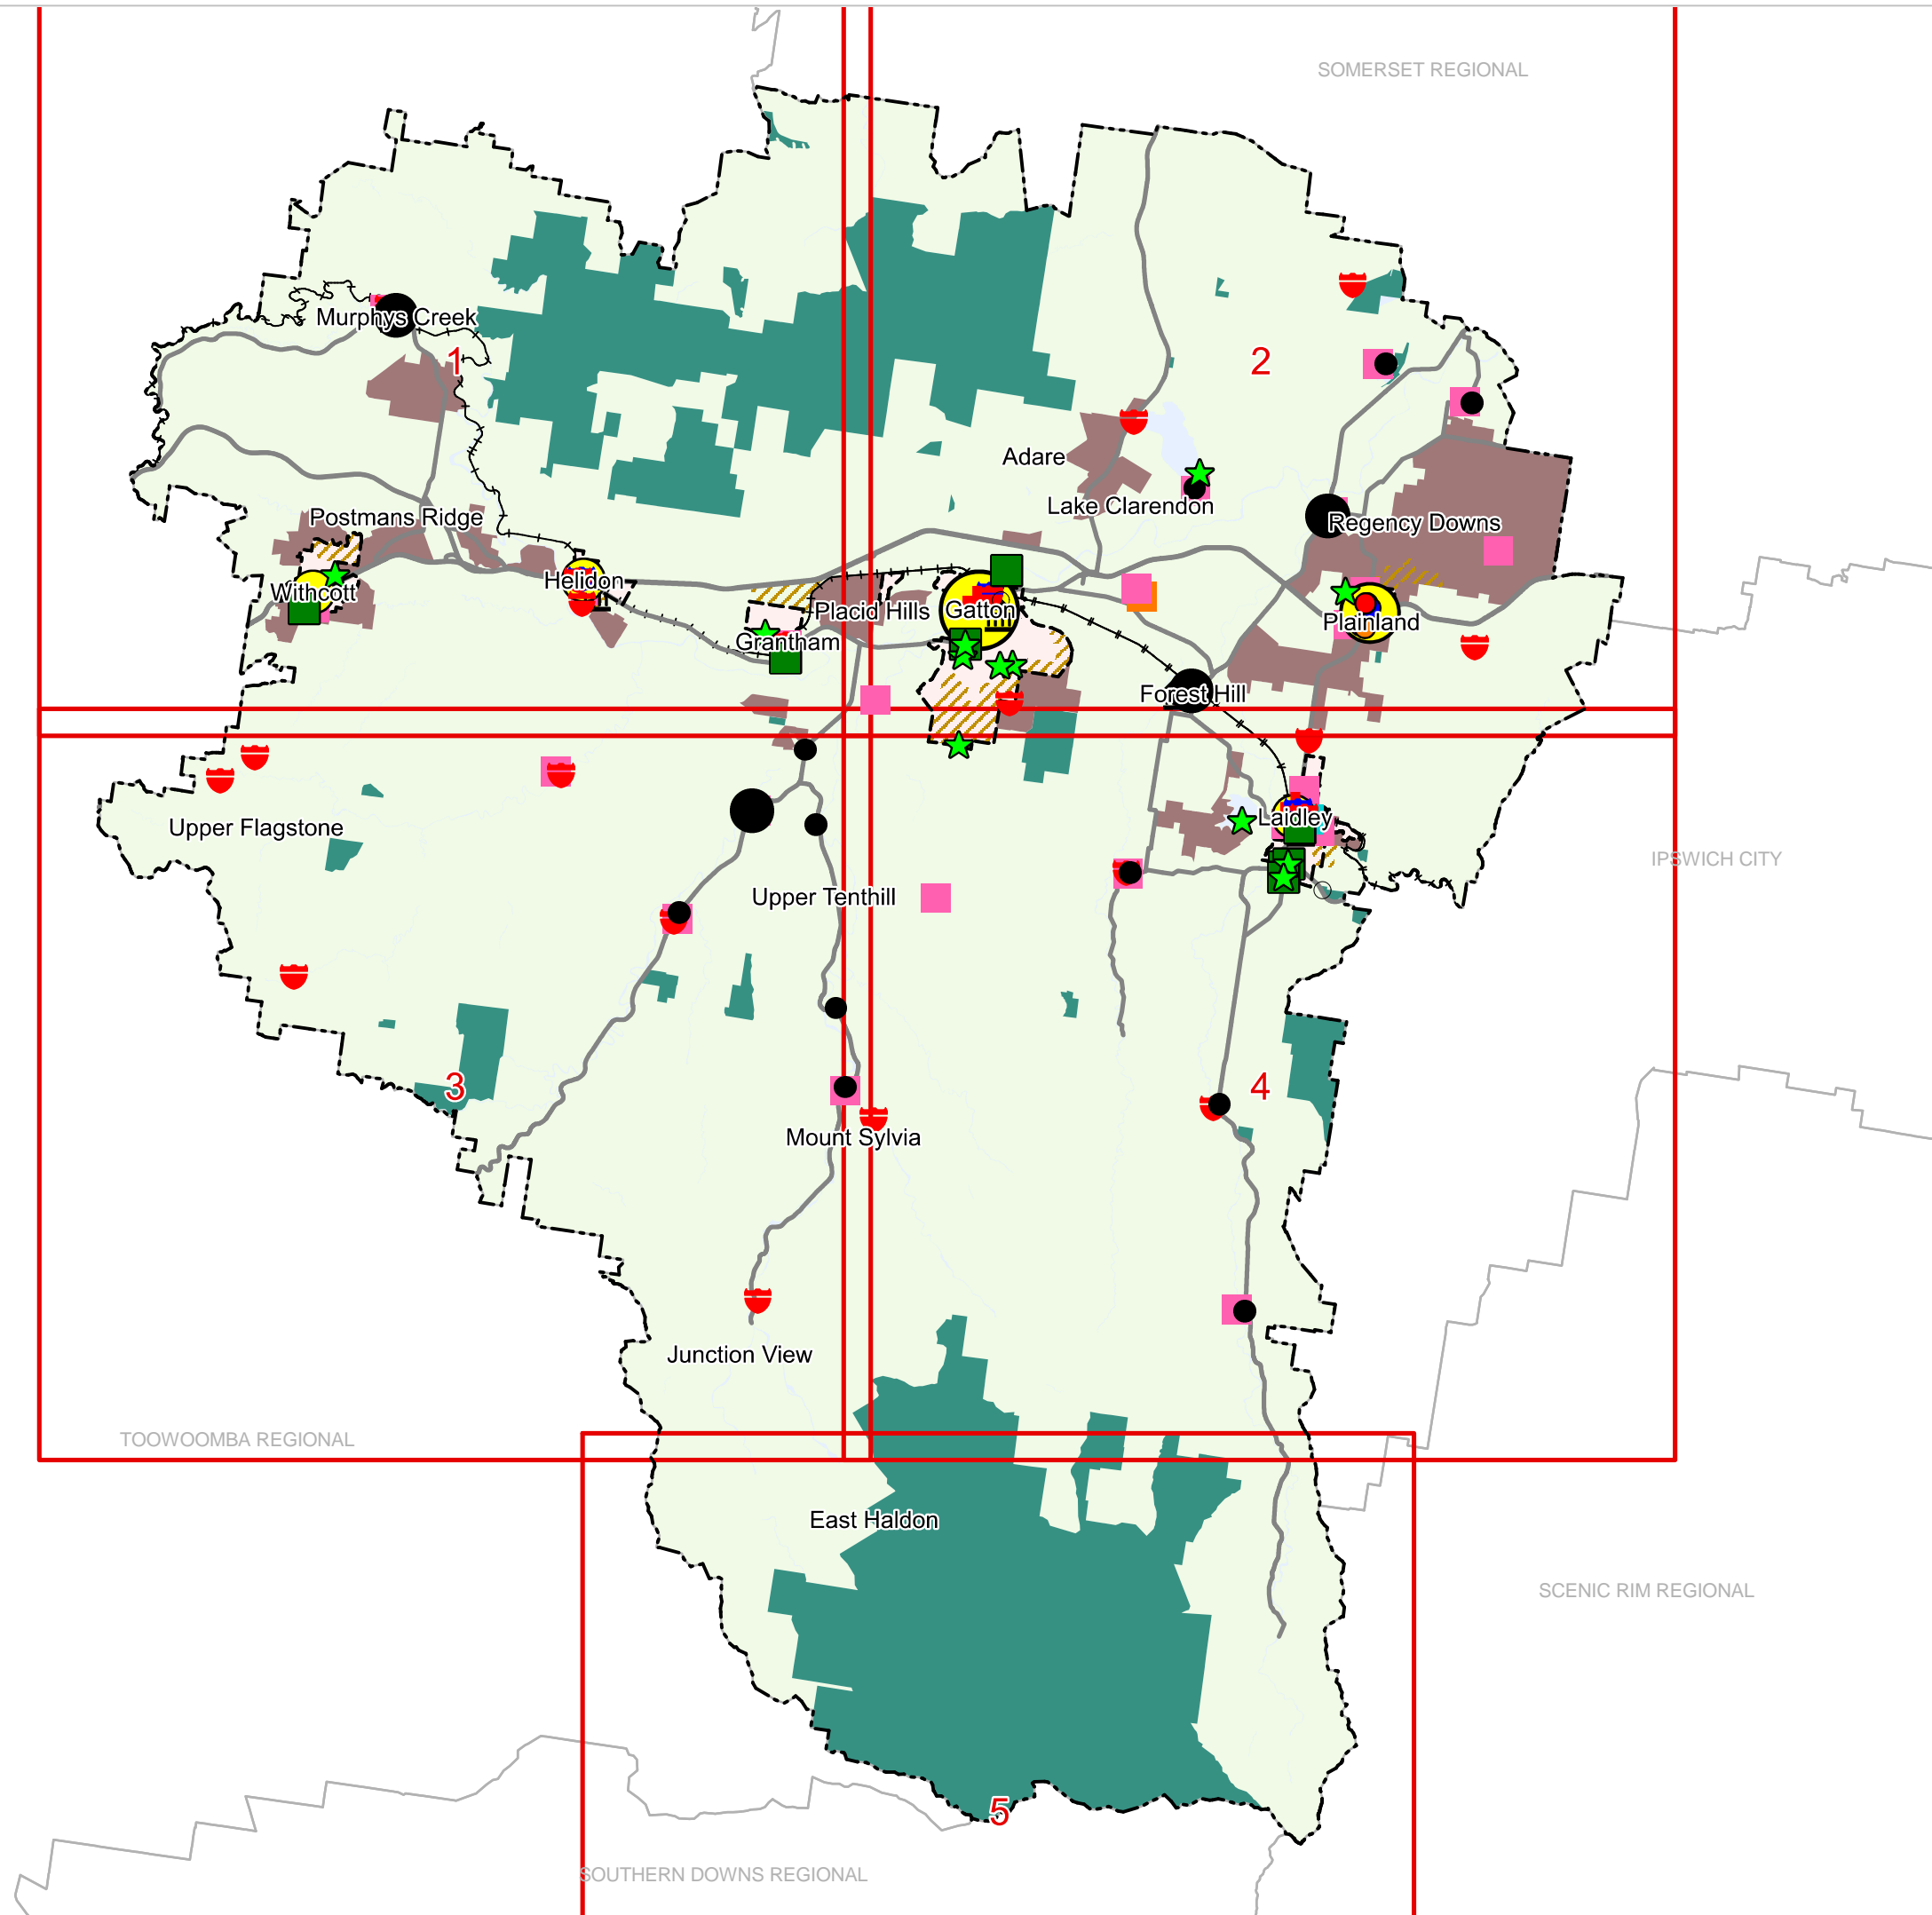 SOMERSET REGIONAL
Murphys Creek
1
2
Adare
Lake Clarendon
Postmans Ridge
Regency Downs
Helidon
Withcott
Placid Hills
Gatton
Plainland
Grantham
Forest Hill
Upper Flagstone
Laidley
IPSWICH CITY
Upper Tenthill
3
4
Mount Sylvia
Junction View
TOOWOOMBA REGIONAL
East Haldon
SCENIC RIM REGIONAL
5
SOUTHERN DOWNS REGIONAL